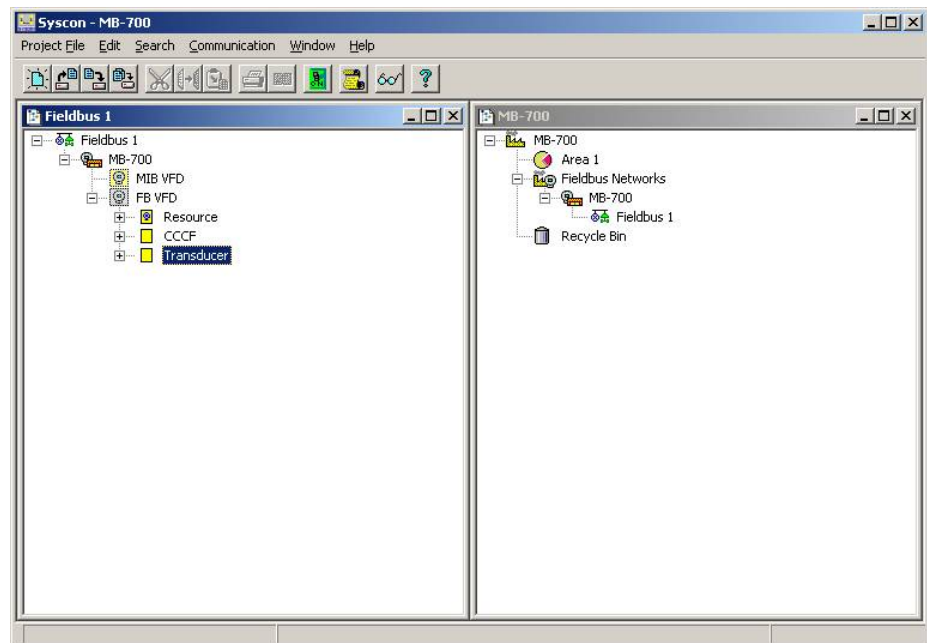 Syscon - MB-700
Project File Edit Search Communication Window Help
Fieldbus 1
Fieldbus 1
MB-700
MIB VFD
FB VFD
Resource
CCCF
Transducer
MB-700
MB-700
Area 1
Fieldbus Networks
MB-700
Fieldbus 1
Recycle Bin